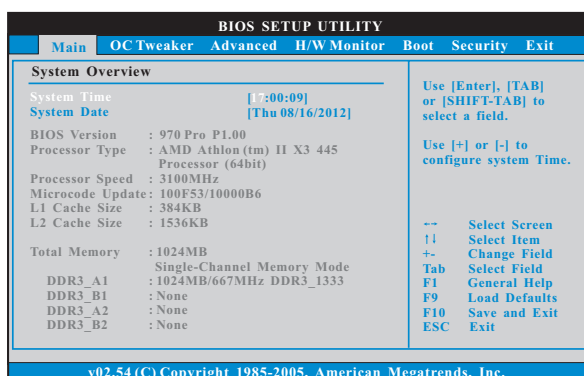 BIOS SETUP UTILITY
Main OC Tweaker Advanced H/W Monitor Boot Security Exit
System Overview
System Time [17:00:09]
System Date [Thu 08/16/2012]
BIOS Version : 970 Pro P1.00
Processor Type : AMD Athlon (tm) II X3 445
Processor (64bit)
Processor Speed : 3100MHz
Microcode Update : 100F53/10000B6
L1 Cache Size : 384KB
L2 Cache Size : 1536KB
Total Memory : 1024MB
Single-Channel Memory Mode
DDR3_A1 : 1024MB/667MHz DDR3_1333
DDR3_B1 : None
DDR3_A2 : None
DDR3_B2 : None
Use [Enter], [TAB]
or [SHIFT-TAB] to
select a field.
Use [+] or [-] to
configure system Time.
←→ Select Screen
↑↓ Select Item
+- Change Field
Tab Select Field
F1 General Help
F9 Load Defaults
F10 Save and Exit
ESC Exit
v02.54 (C) Copyright 1985-2005, American Megatrends, Inc.